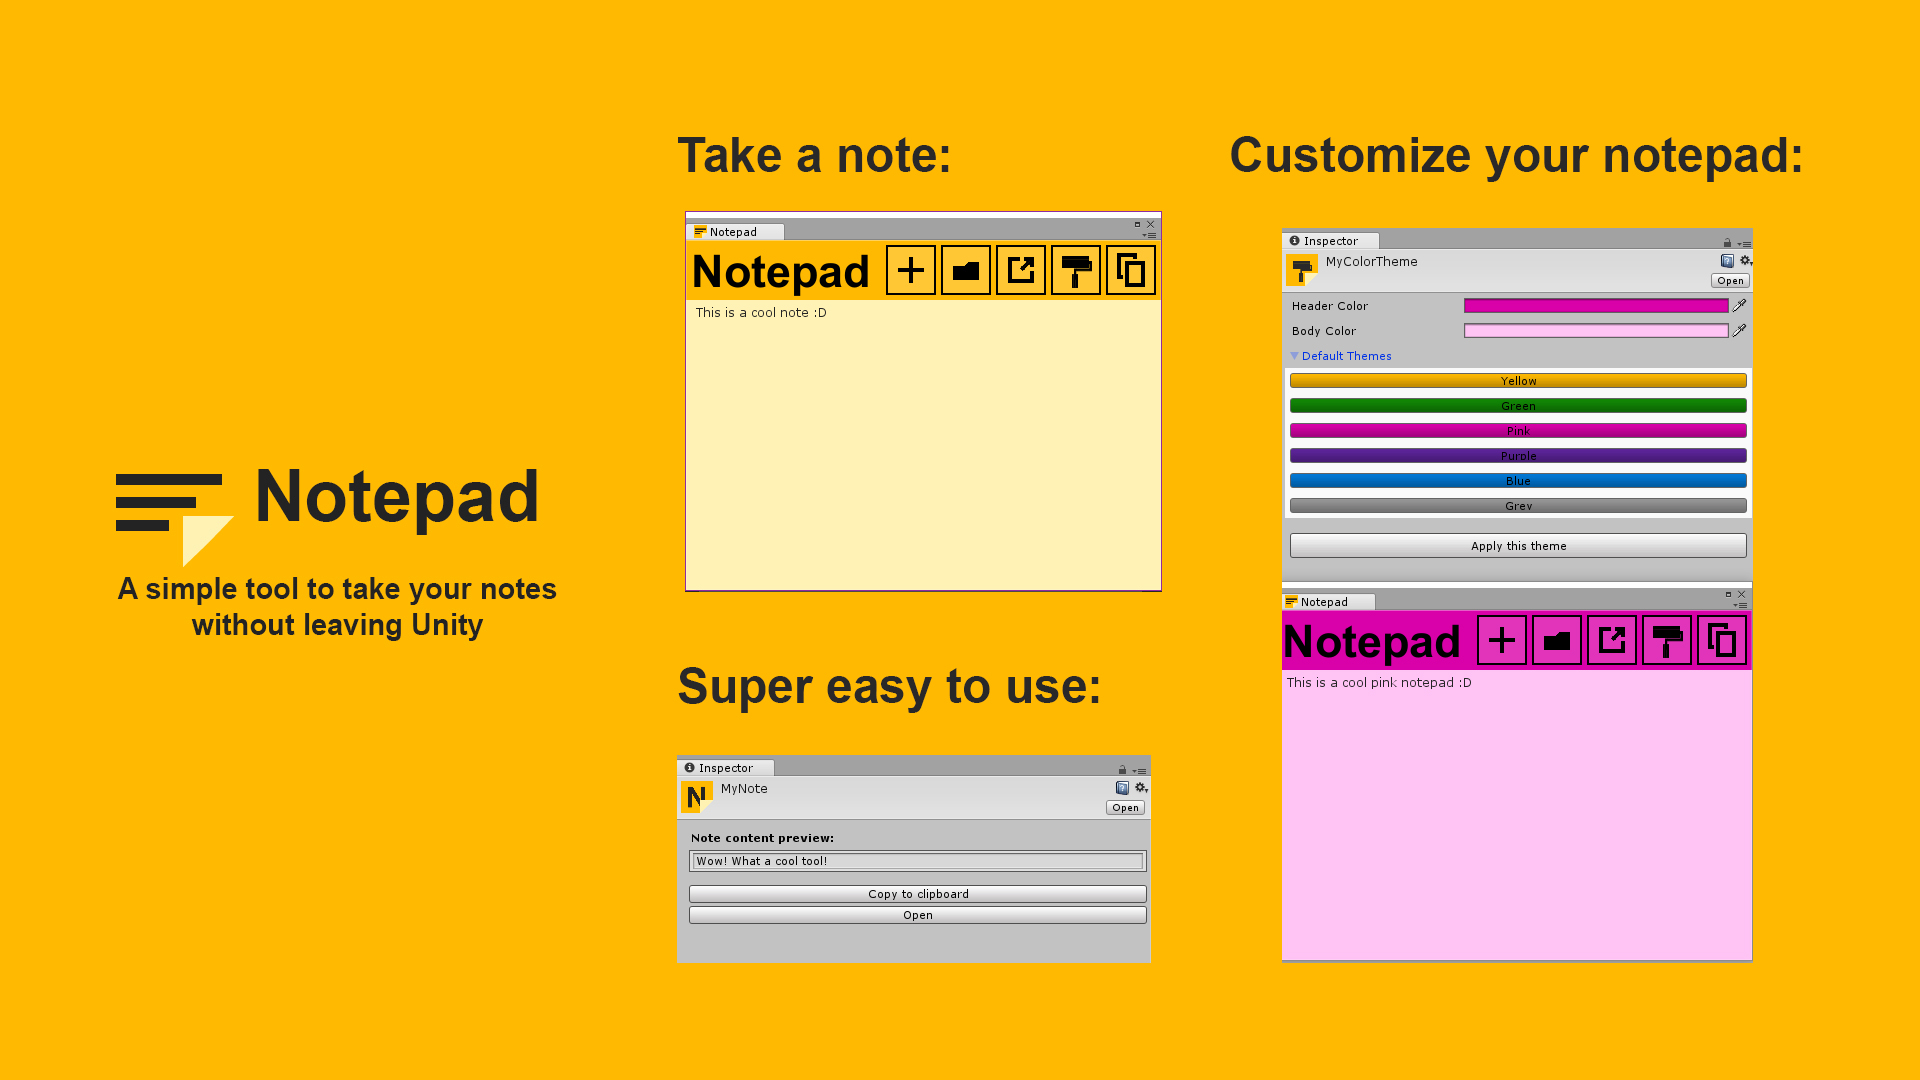 Notepad
A simple tool to take your notes
without leaving Unity
Take a note:
Notepad
Notepad
This is a cool note :D
Super easy to use:
Inspector
MyNote
Open
Note content preview:
Wow! What a cool tool!
Copy to clipboard
Open
Customize your notepad:
Inspector
MyColorTheme
Open
Header Color
Body Color
Default Themes
Yellow
Green
Pink
Purple
Blue
Grey
Apply this theme
Notepad
Notepad
This is a cool pink notepad :D